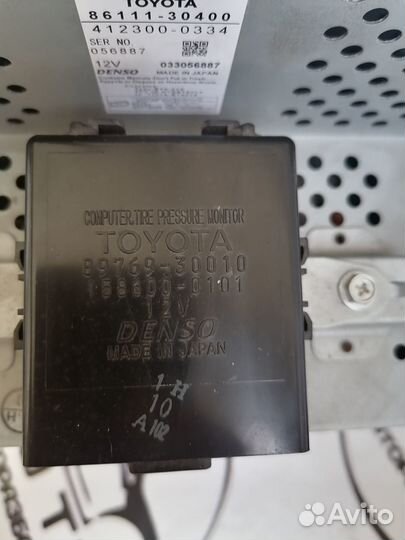 TOYOTA
86111-30400
412300-0334
SER NO.
056887
033056887
12V
DENSO MADE IN JAPAN
COMPUTER,TIRE PRESSURE MONITOR
TOYOTA
89769-30010
158600-0101
12V
DENSO
MADE IN JAPAN
1H
10
A102
Avito